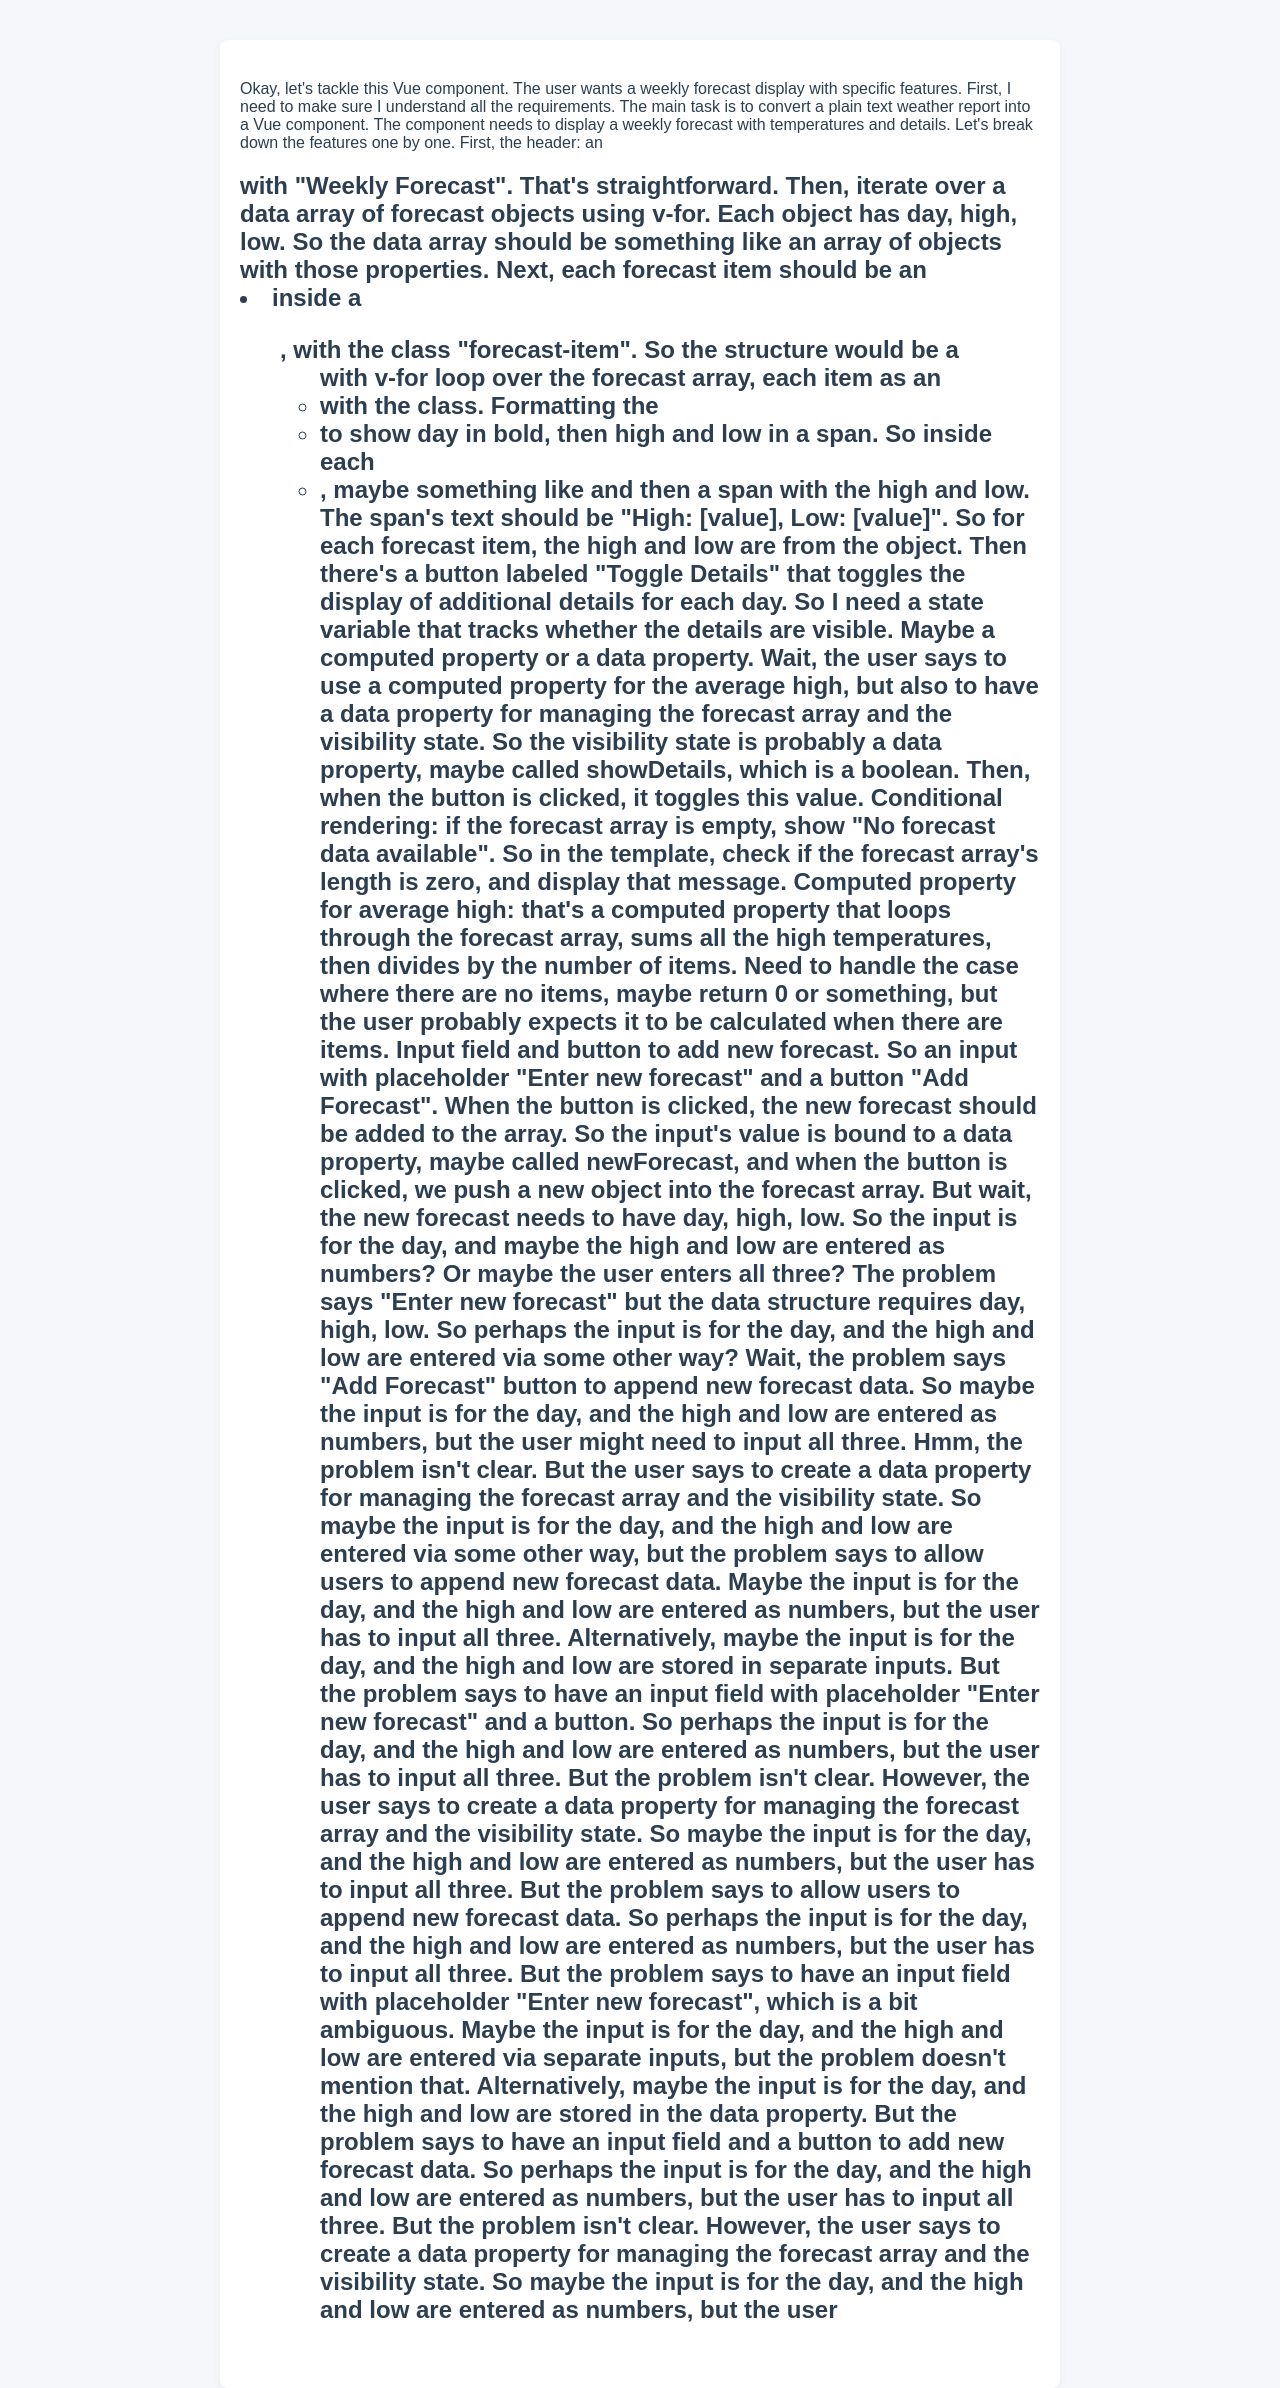 Okay, let's tackle this Vue component. The user wants a weekly forecast display with specific features. First, I
need to make sure I understand all the requirements. The main task is to convert a plain text weather report into
a Vue component. The component needs to display a weekly forecast with temperatures and details. Let's break
down the features one by one. First, the header: an
with "Weekly Forecast". That's straightforward. Then, iterate over a
data array of forecast objects using v-for. Each object has day, high,
low. So the data array should be something like an array of objects
with those properties. Next, each forecast item should be an
inside a
, with the class "forecast-item". So the structure would be a
with v-for loop over the forecast array, each item as an
with the class. Formatting the
to show day in bold, then high and low in a span. So inside
each
, maybe something like and then a span with the high and low.
The span's text should be "High: [value], Low: [value]". So for
each forecast item, the high and low are from the object. Then
there's a button labeled "Toggle Details" that toggles the
display of additional details for each day. So I need a state
variable that tracks whether the details are visible. Maybe a
computed property or a data property. Wait, the user says to
use a computed property for the average high, but also to have
a data property for managing the forecast array and the
visibility state. So the visibility state is probably a data
property, maybe called showDetails, which is a boolean. Then,
when the button is clicked, it toggles this value. Conditional
rendering: if the forecast array is empty, show "No forecast
data available". So in the template, check if the forecast array's
length is zero, and display that message. Computed property
for average high: that's a computed property that loops
through the forecast array, sums all the high temperatures,
then divides by the number of items. Need to handle the case
where there are no items, maybe return 0 or something, but
the user probably expects it to be calculated when there are
items. Input field and button to add new forecast. So an input
with placeholder "Enter new forecast" and a button "Add
Forecast". When the button is clicked, the new forecast should
be added to the array. So the input's value is bound to a data
property, maybe called newForecast, and when the button is
clicked, we push a new object into the forecast array. But wait,
the new forecast needs to have day, high, low. So the input is
for the day, and maybe the high and low are entered as
numbers? Or maybe the user enters all three? The problem
says "Enter new forecast" but the data structure requires day,
high, low. So perhaps the input is for the day, and the high and
low are entered via some other way? Wait, the problem says
"Add Forecast" button to append new forecast data. So maybe
the input is for the day, and the high and low are entered as
numbers, but the user might need to input all three. Hmm, the
problem isn't clear. But the user says to create a data property
for managing the forecast array and the visibility state. So
maybe the input is for the day, and the high and low are
entered via some other way, but the problem says to allow
users to append new forecast data. Maybe the input is for the
day, and the high and low are entered as numbers, but the user
has to input all three. Alternatively, maybe the input is for the
day, and the high and low are stored in separate inputs. But
the problem says to have an input field with placeholder "Enter
new forecast" and a button. So perhaps the input is for the
day, and the high and low are entered as numbers, but the user
has to input all three. But the problem isn't clear. However, the
user says to create a data property for managing the forecast
array and the visibility state. So maybe the input is for the day,
and the high and low are entered as numbers, but the user has
to input all three. But the problem says to allow users to
append new forecast data. So perhaps the input is for the day,
and the high and low are entered as numbers, but the user has
to input all three. But the problem says to have an input field
with placeholder "Enter new forecast", which is a bit
ambiguous. Maybe the input is for the day, and the high and
low are entered via separate inputs, but the problem doesn't
mention that. Alternatively, maybe the input is for the day, and
the high and low are stored in the data property. But the
problem says to have an input field and a button to add new
forecast data. So perhaps the input is for the day, and the high
and low are entered as numbers, but the user has to input all
three. But the problem isn't clear. However, the user says to
create a data property for managing the forecast array and the
visibility state. So maybe the input is for the day, and the high
and low are entered as numbers, but the user